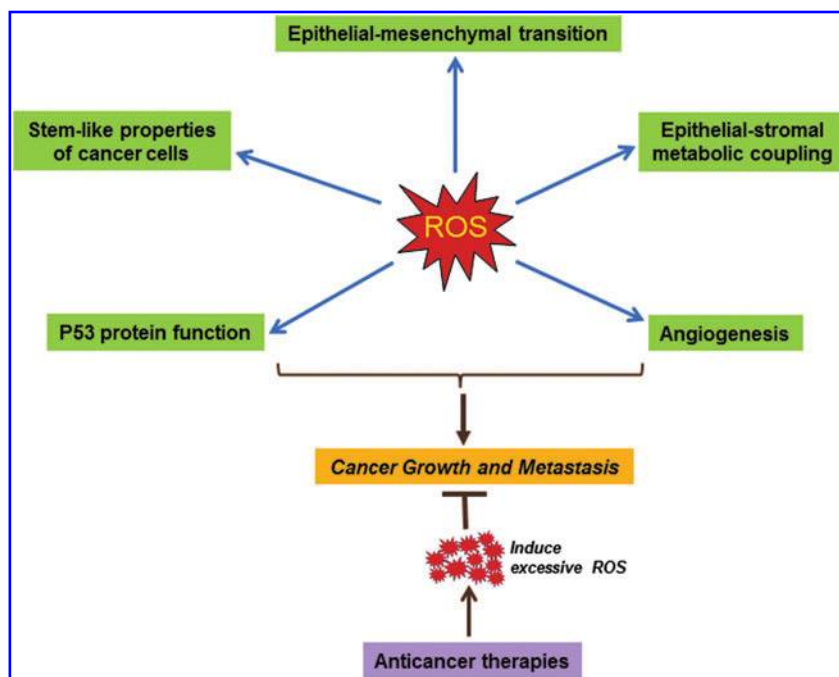 Epithelial-mesenchymal transition
Stem-like properties
of cancer cells
Epithelial-stromal
metabolic coupling
ROS
P53 protein function
Angiogenesis
Cancer Growth and Metastasis
Induce
excessive ROS
Anticancer therapies